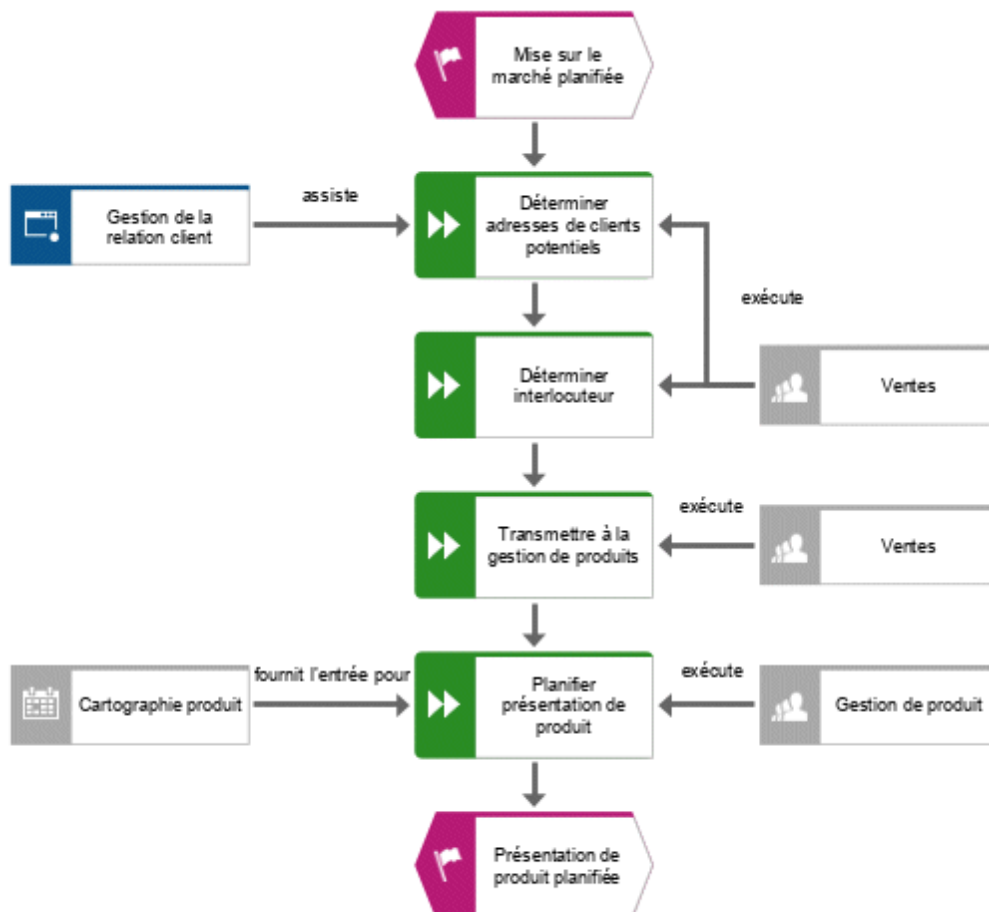 Mise sur le
marché planifiée
assiste
Gestion de la
relation client
Déterminer
adresses de clients
potentiels
exécute
Déterminer
interlocuteur
Ventes
exécute
Transmettre à la
gestion de produits
Ventes
fournit l'entrée pour
exécute
Cartographie produit
Planifier
présentation de
produit
Gestion de produit
Présentation de
produit planifiée